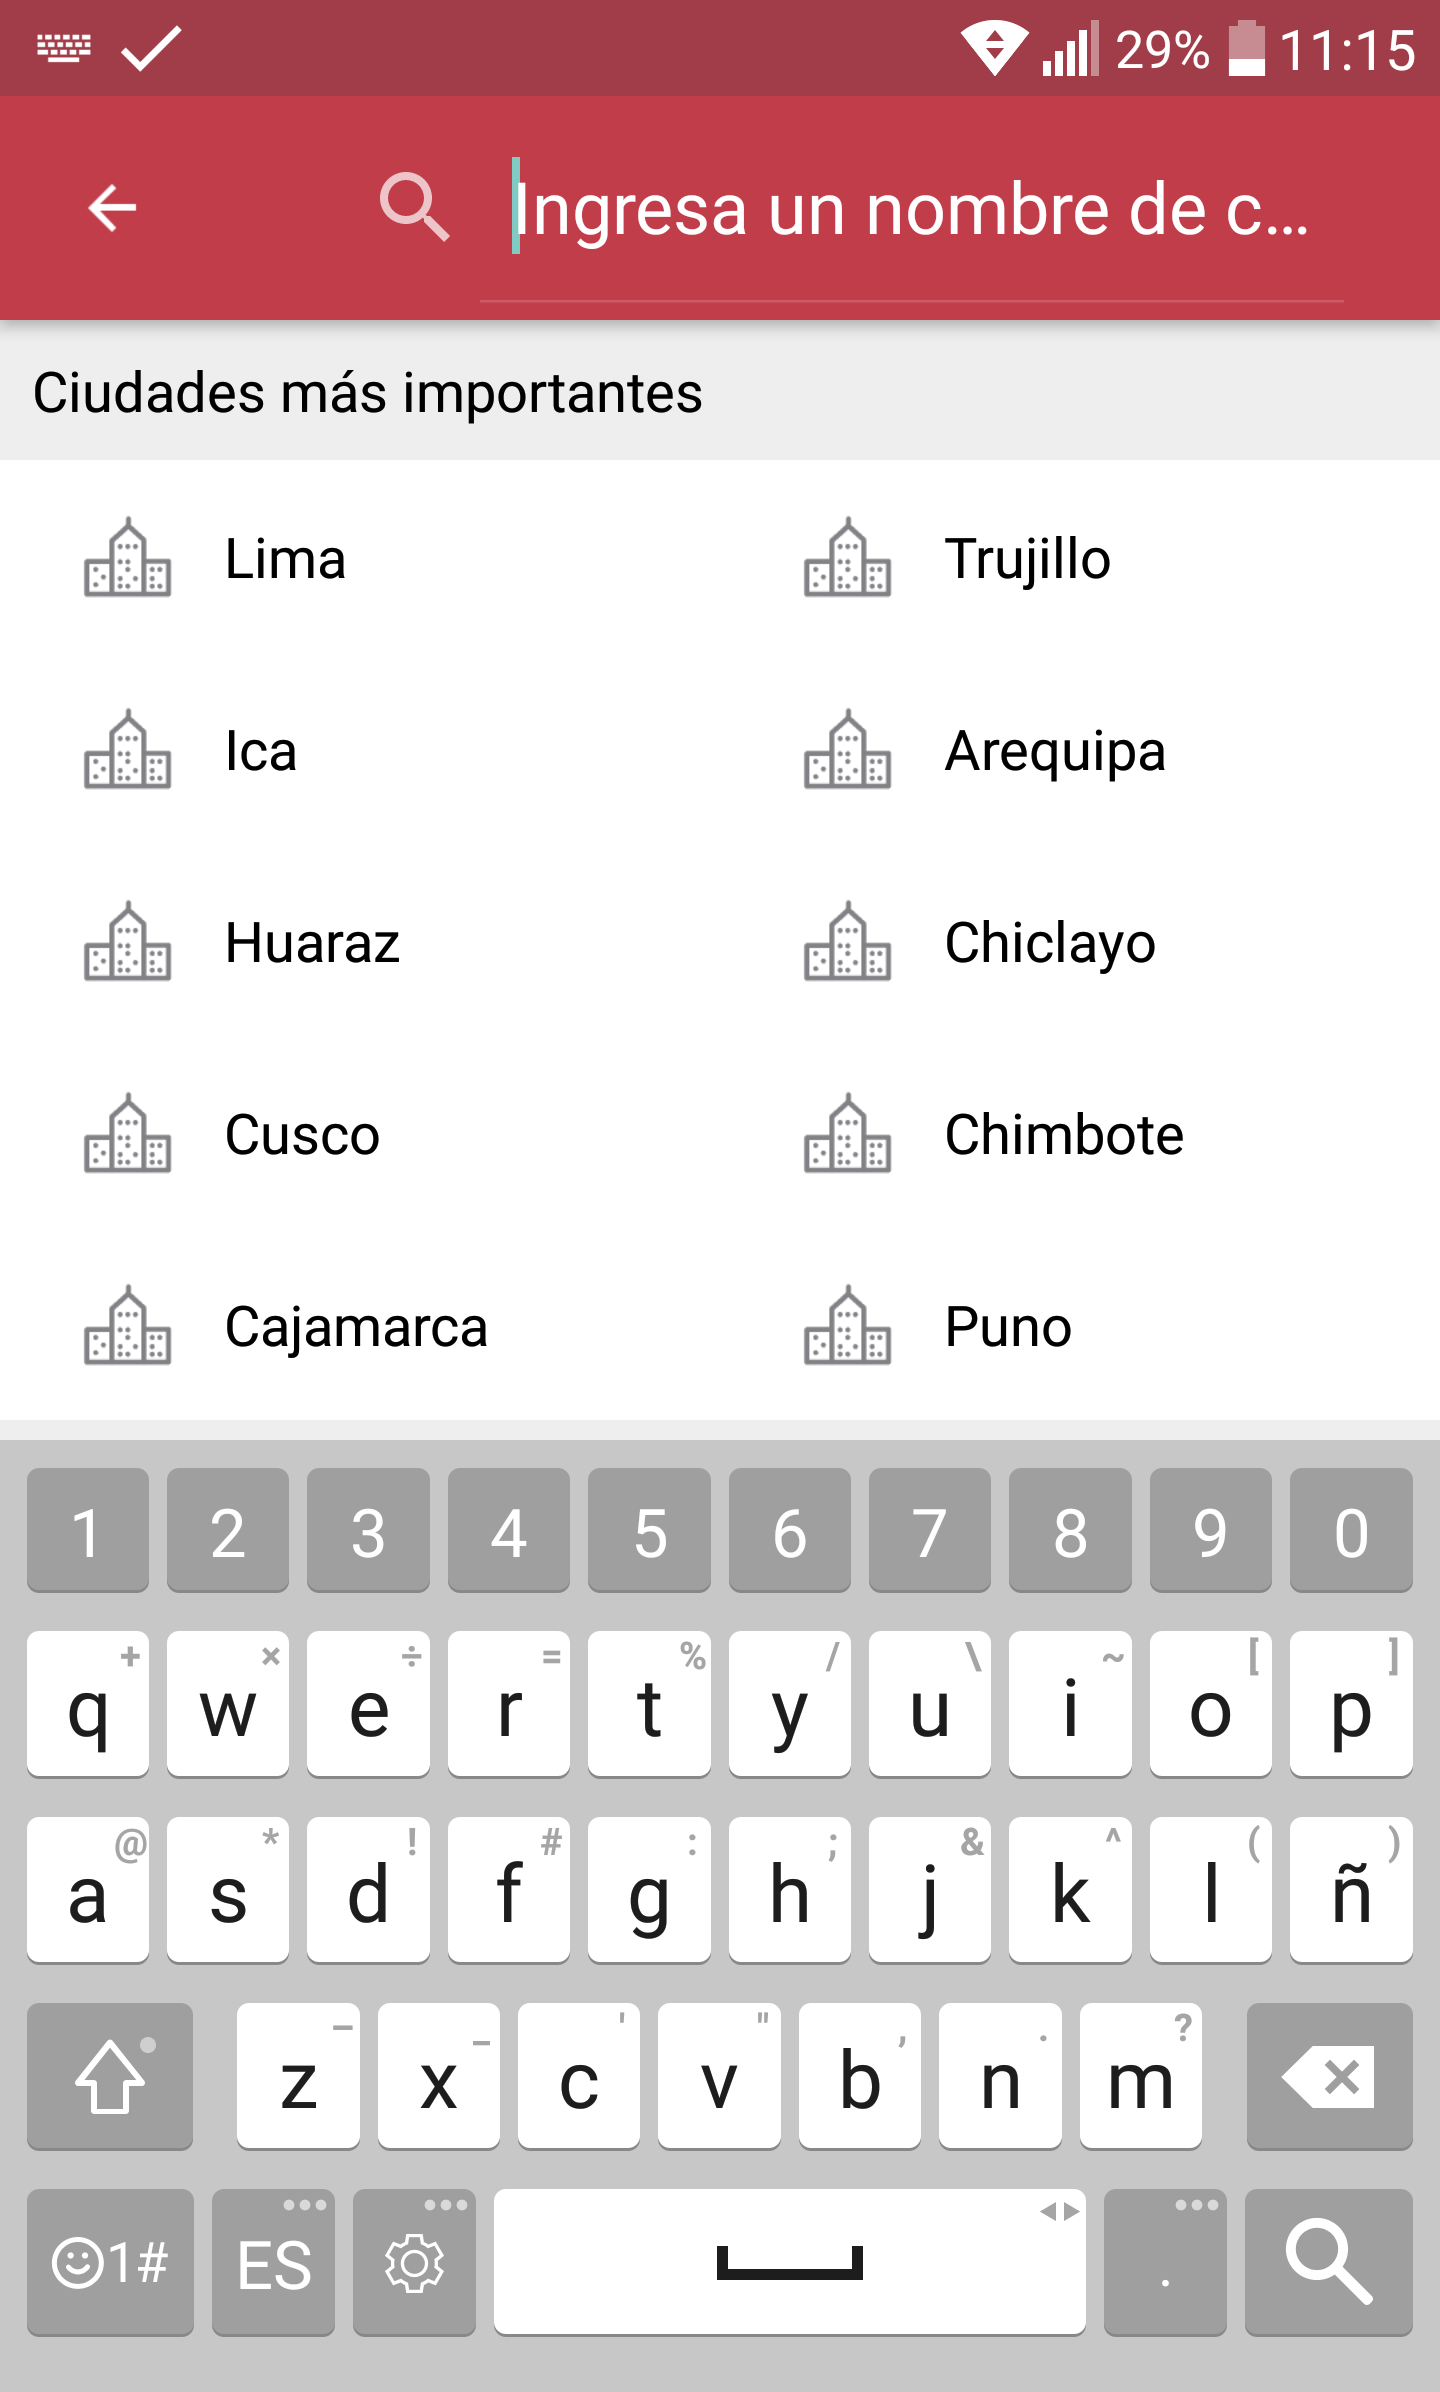 29% 11:15
Ingresa un nombre de c...
Ciudades más importantes
Lima Trujillo
Ica Arequipa
Huaraz Chiclayo
Cusco Chimbote
Cajamarca Puno
1 2 3 4 5 6 7 8 9 0
+ × ÷ = % / \ ~ [ ]
q w e r t y u i o p
@ * ! # : ; & ^ ( )
a s d f g h j k l ñ
– _ ' " , . ?
z x c v b n m
1# ES .